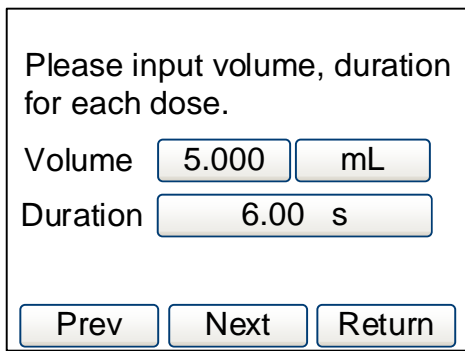 Please input volume, duration
for each dose.
Volume 5.000 mL
Duration 6.00 s
Prev Next Return